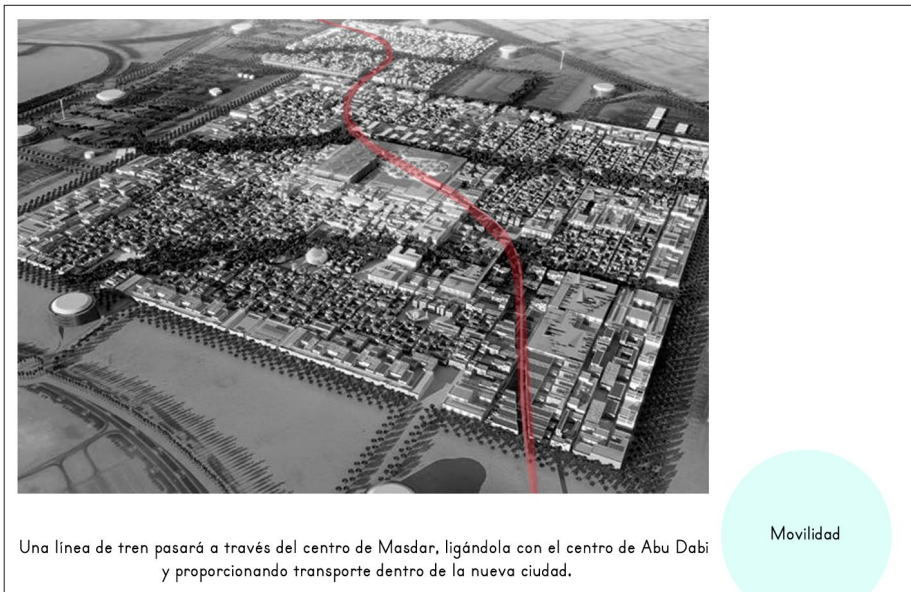 Una línea de tren pasará a través del centro de Masdar, ligándola con el centro de Abu Dabi
y proporcionando transporte dentro de la nueva ciudad.
Movilidad